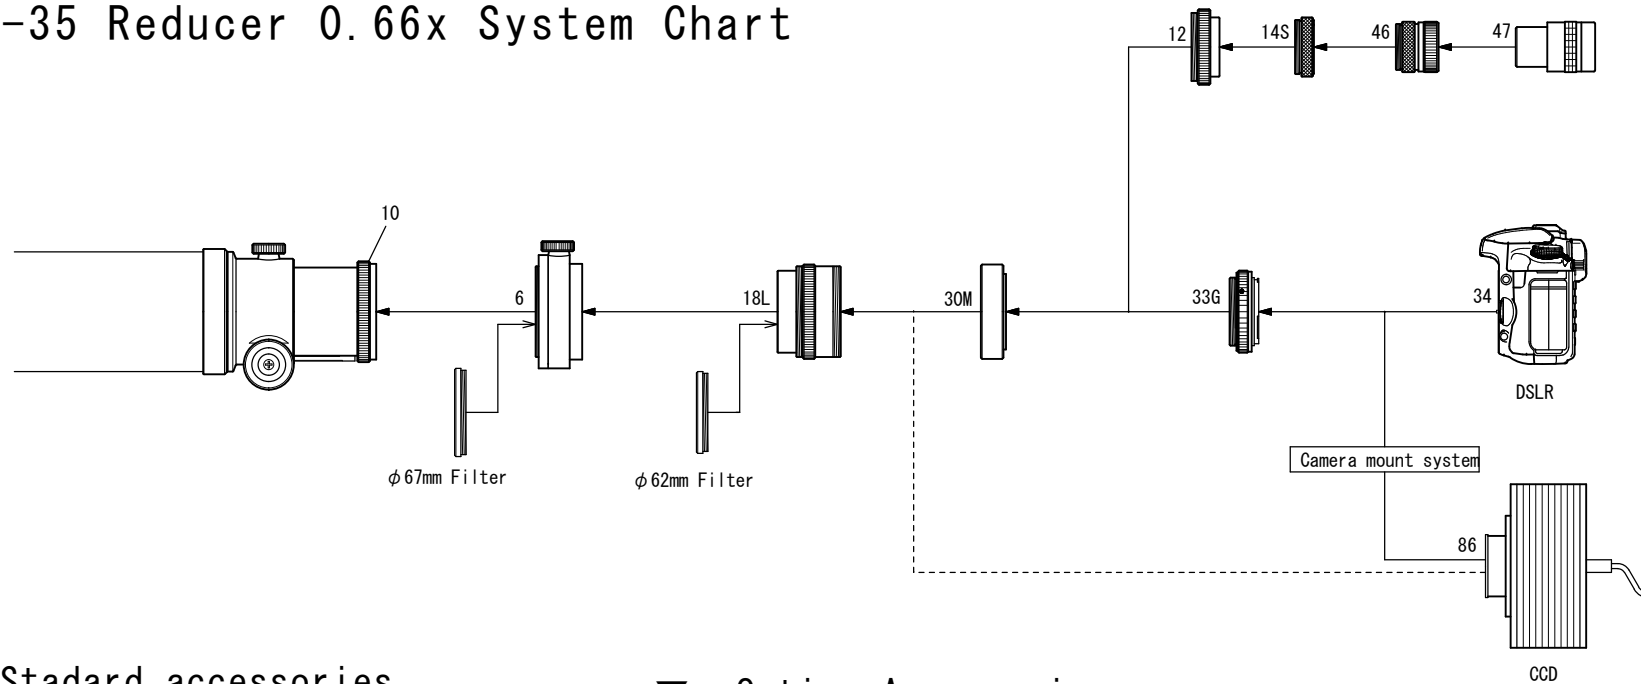 -35 Reducer 0.66x System Chart
12
14S
46
47
10
6
18L
30M
33G
34
DSLR
φ67mm Filter
φ62mm Filter
Camera mount system
86
CCD
Stadard accessories